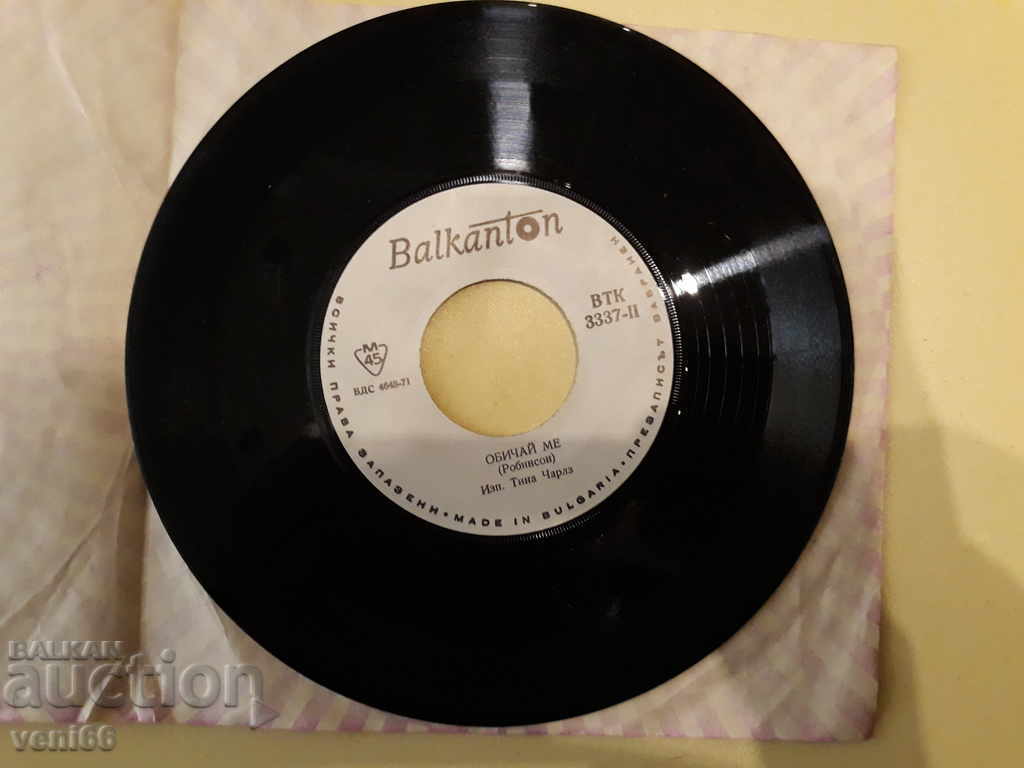 Balkanton
ВТК
3337-II
М
45
ВДС 4648-71
ОБИЧАЙ МЕ
(Робинсон)
Изп. Тина Чарлз
ВСИЧКИ ПРАВА ЗАПАЗЕНИ • MADE IN BULGARIA • ПРЕЗАПИСЪТ ЗАБРАНЕН
BALKAN
auction
veni66